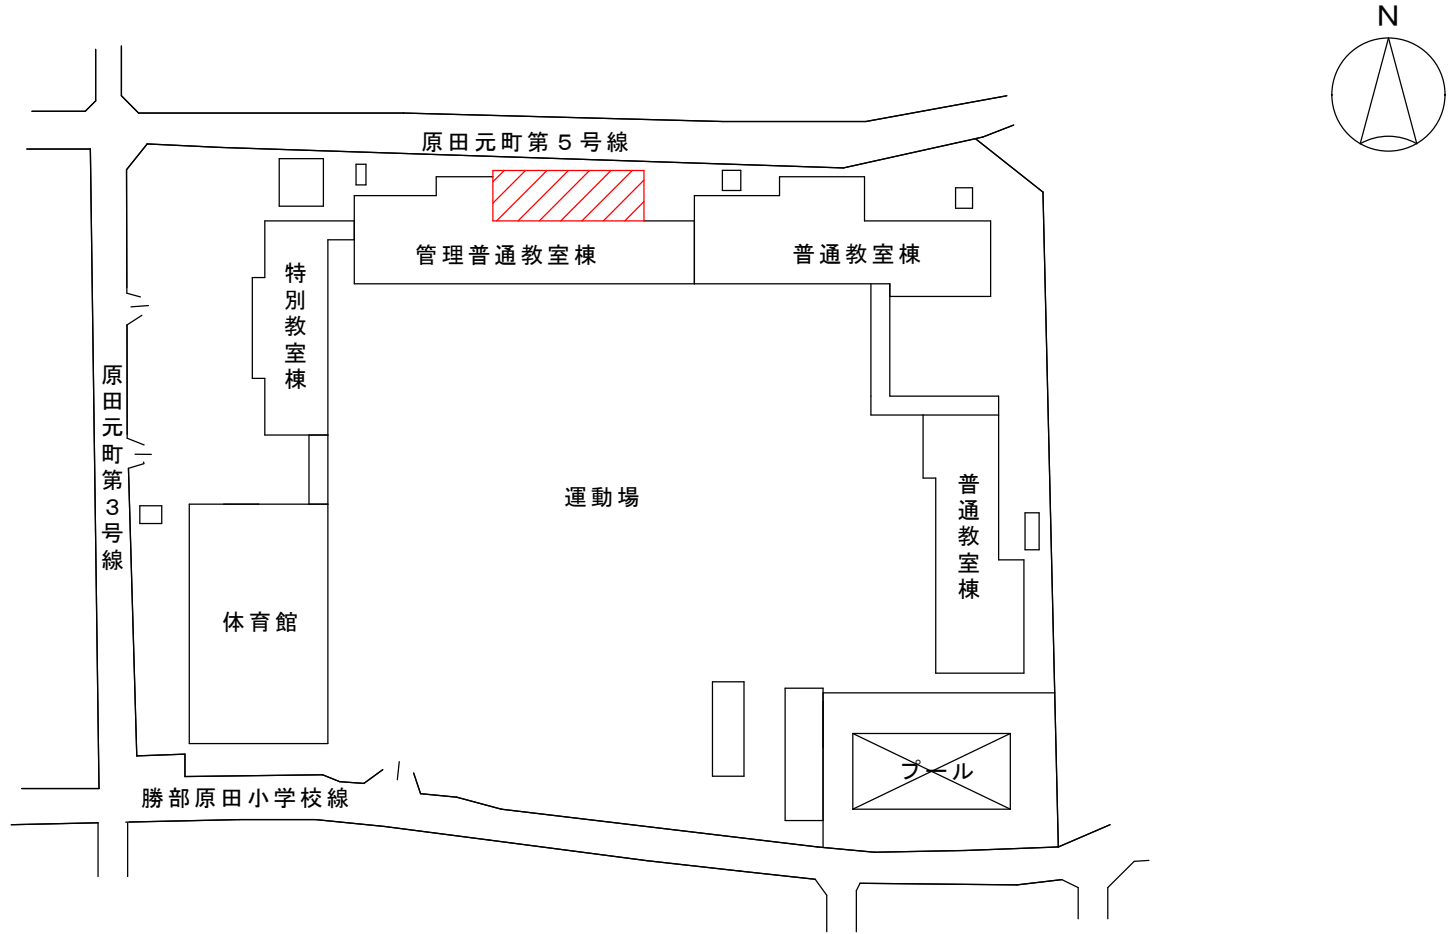 N
原田元町第５号線
管理普通教室棟
普通教室棟
特別教室棟
原田元町第３号線
運動場
普通教室棟
体育館
プール
勝部原田小学校線